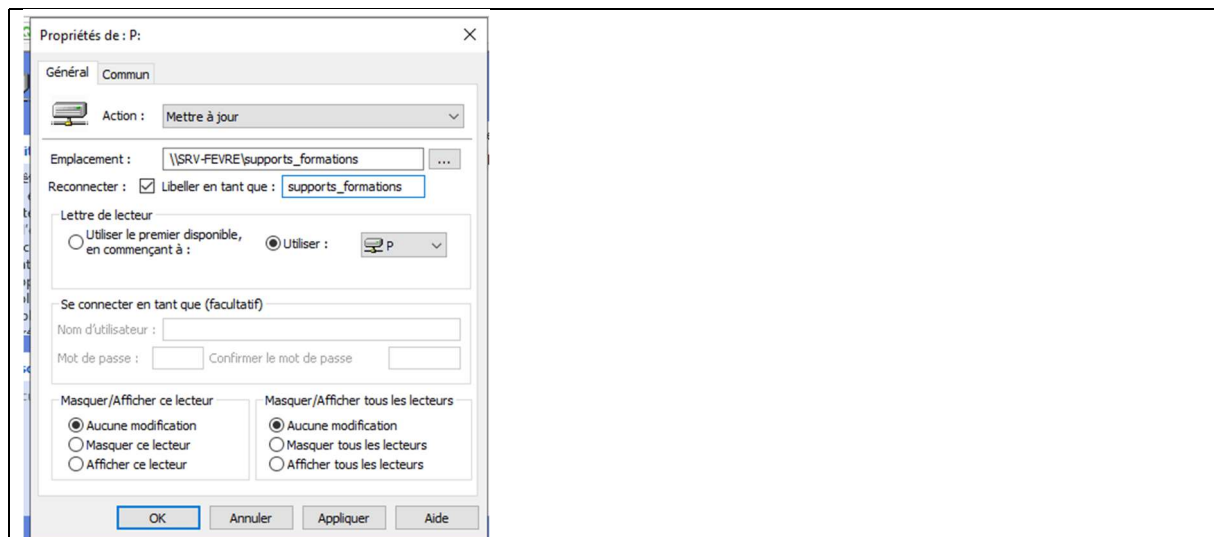 Propriétés de : P:
Général Commun
Action : Mettre à jour
Emplacement : \\SRV-FEVRE\supports_formations ...
Reconnecter : Libeller en tant que : supports_formations
Lettre de lecteur
Utiliser le premier disponible, en commençant à : Utiliser : P
Se connecter en tant que (facultatif)
Nom d'utilisateur :
Mot de passe : Confirmer le mot de passe
Masquer/Afficher ce lecteur Masquer/Afficher tous les lecteurs
Aucune modification Aucune modification
Masquer ce lecteur Masquer tous les lecteurs
Afficher ce lecteur Afficher tous les lecteurs
OK Annuler Appliquer Aide